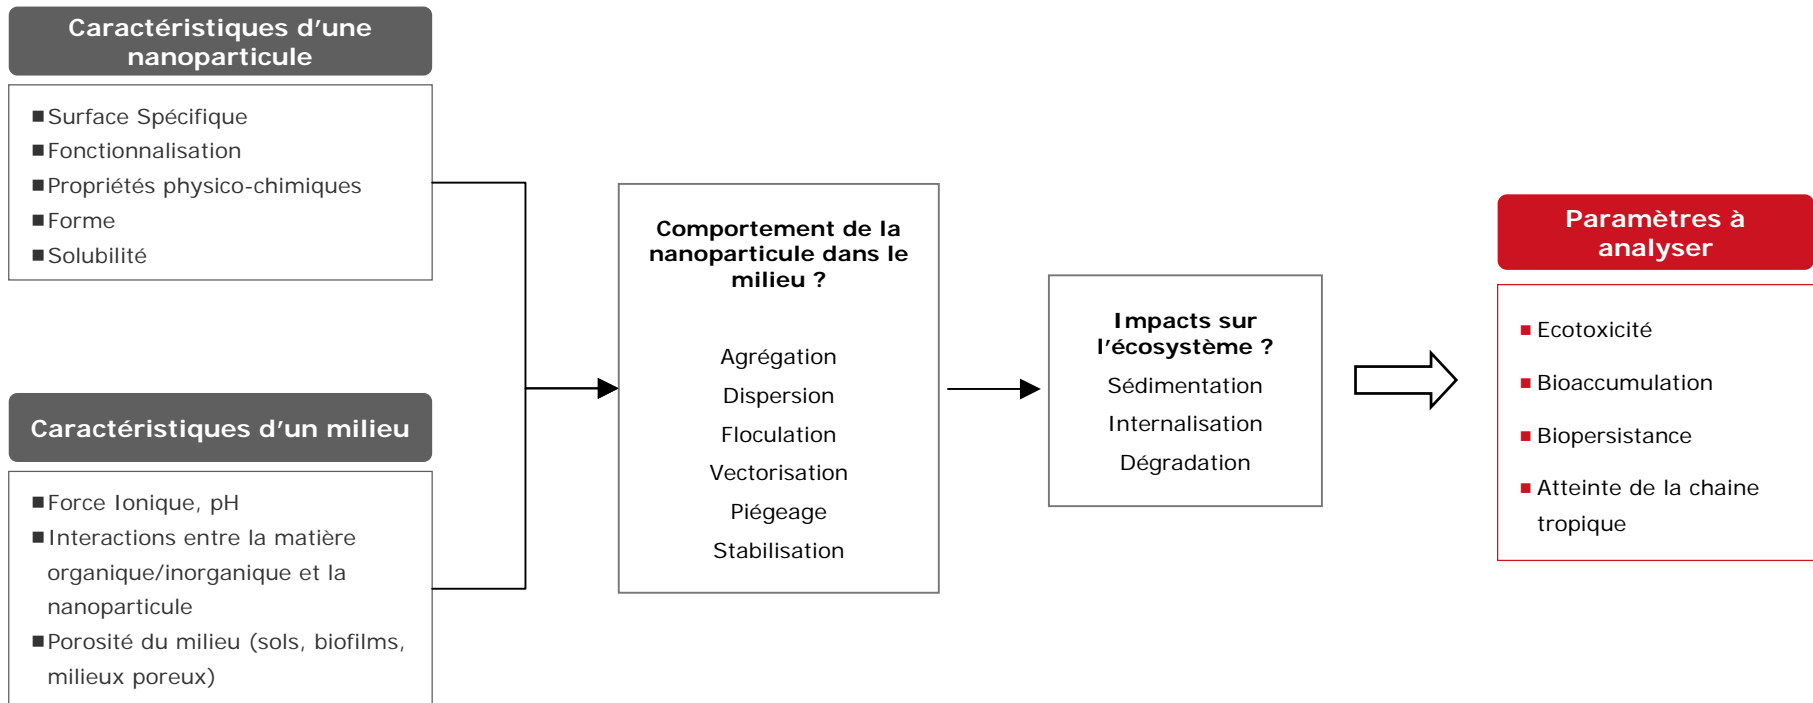 Caractéristiques d'une
nanoparticule
■ Surface Spécifique
■ Fonctionnalisation
■ Propriétés physico-chimiques
■ Forme
■ Solubilité
Caractéristiques d'un milieu
■ Force Ionique, pH
■ Interactions entre la matière
organique/inorganique et la
nanoparticule
■ Porosité du milieu (sols, biofilms,
milieux poreux)
Comportement de la
nanoparticule dans le
milieu ?
Agrégation
Dispersion
Floculation
Vectorisation
Piégeage
Stabilisation
Impacts sur
l'écosystème ?
Sédimentation
Internalisation
Dégradation
Paramètres à
analyser
■ Ecotoxicité
■ Bioaccumulation
■ Biopersistance
■ Atteinte de la chaine
tropique